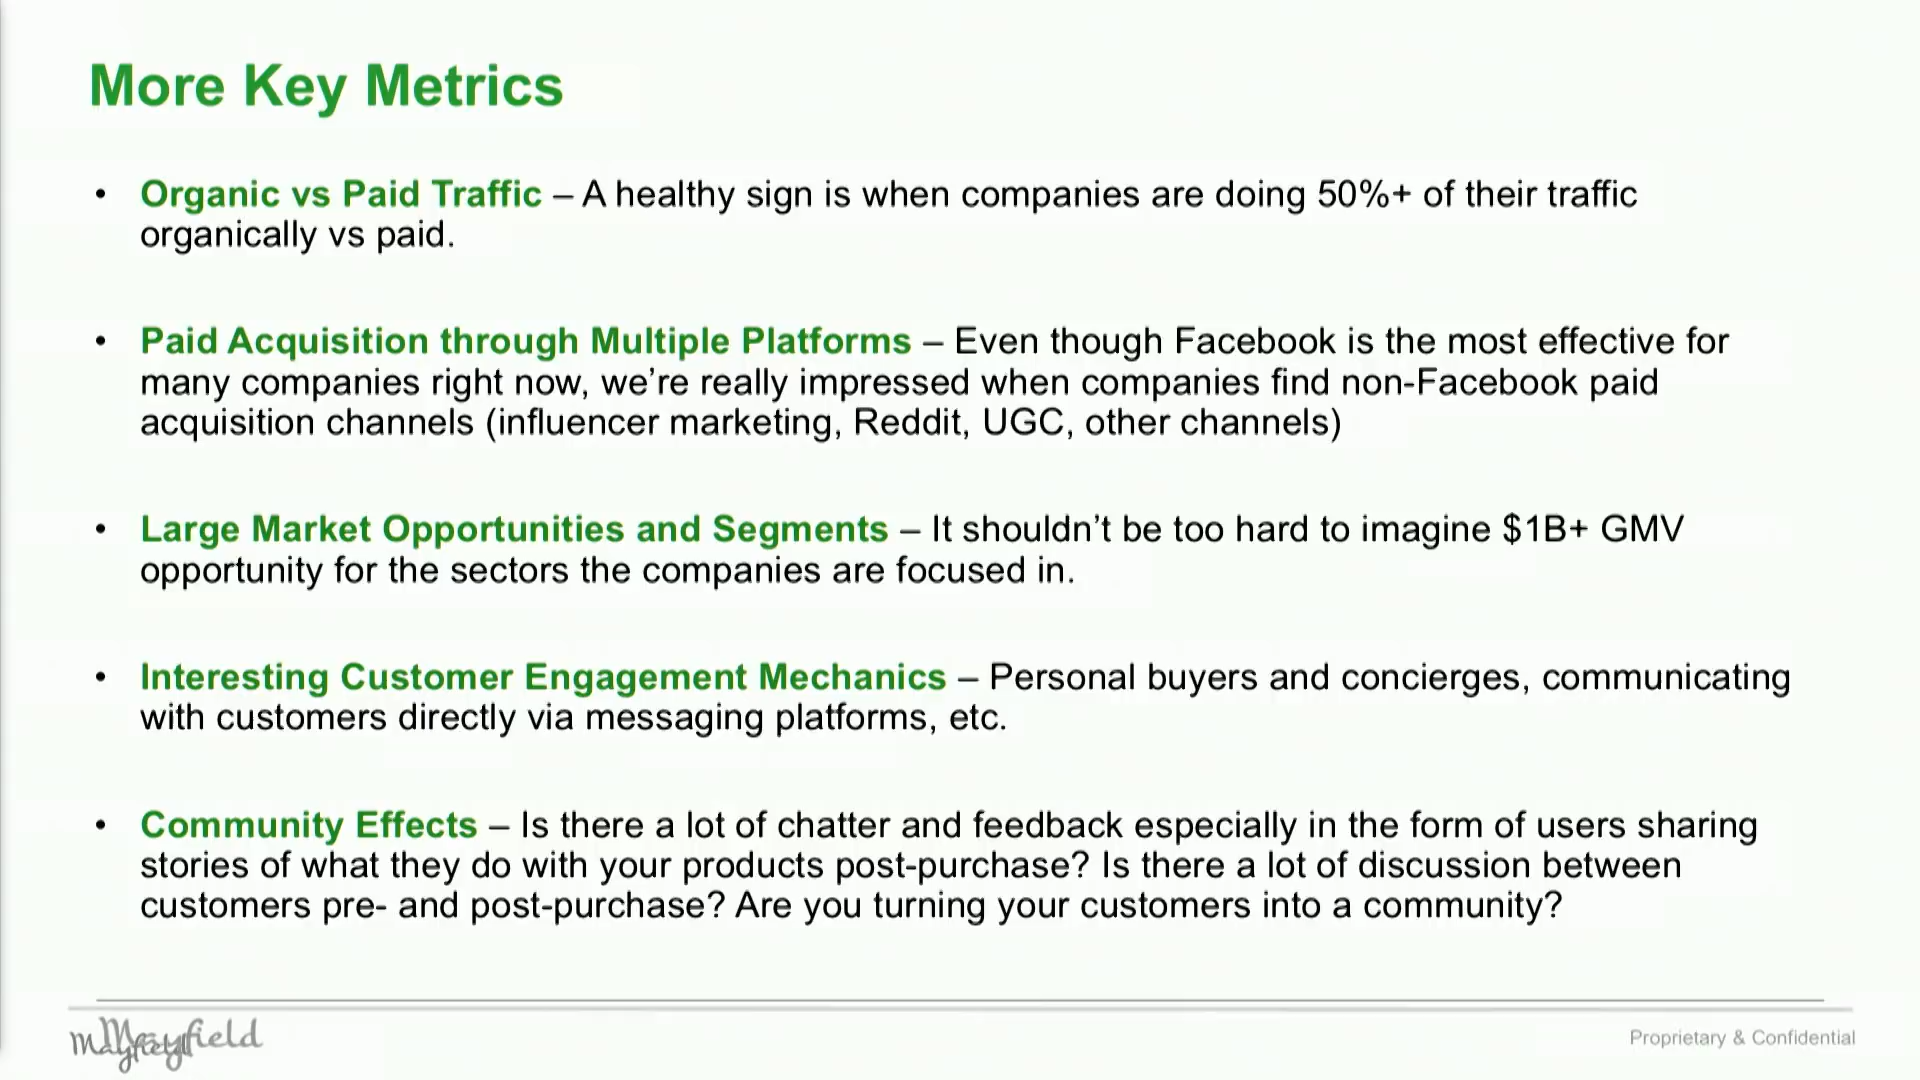 More Key Metrics
• Organic vs Paid Traffic – A healthy sign is when companies are doing 50%+ of their traffic
organically vs paid.
• Paid Acquisition through Multiple Platforms – Even though Facebook is the most effective for
many companies right now, we’re really impressed when companies find non-Facebook paid
acquisition channels (influencer marketing, Reddit, UGC, other channels)
• Large Market Opportunities and Segments – It shouldn’t be too hard to imagine $1B+ GMV
opportunity for the sectors the companies are focused in.
• Interesting Customer Engagement Mechanics – Personal buyers and concierges, communicating
with customers directly via messaging platforms, etc.
• Community Effects – Is there a lot of chatter and feedback especially in the form of users sharing
stories of what they do with your products post-purchase? Is there a lot of discussion between
customers pre- and post-purchase? Are you turning your customers into a community?
Mayfield
Proprietary & Confidential